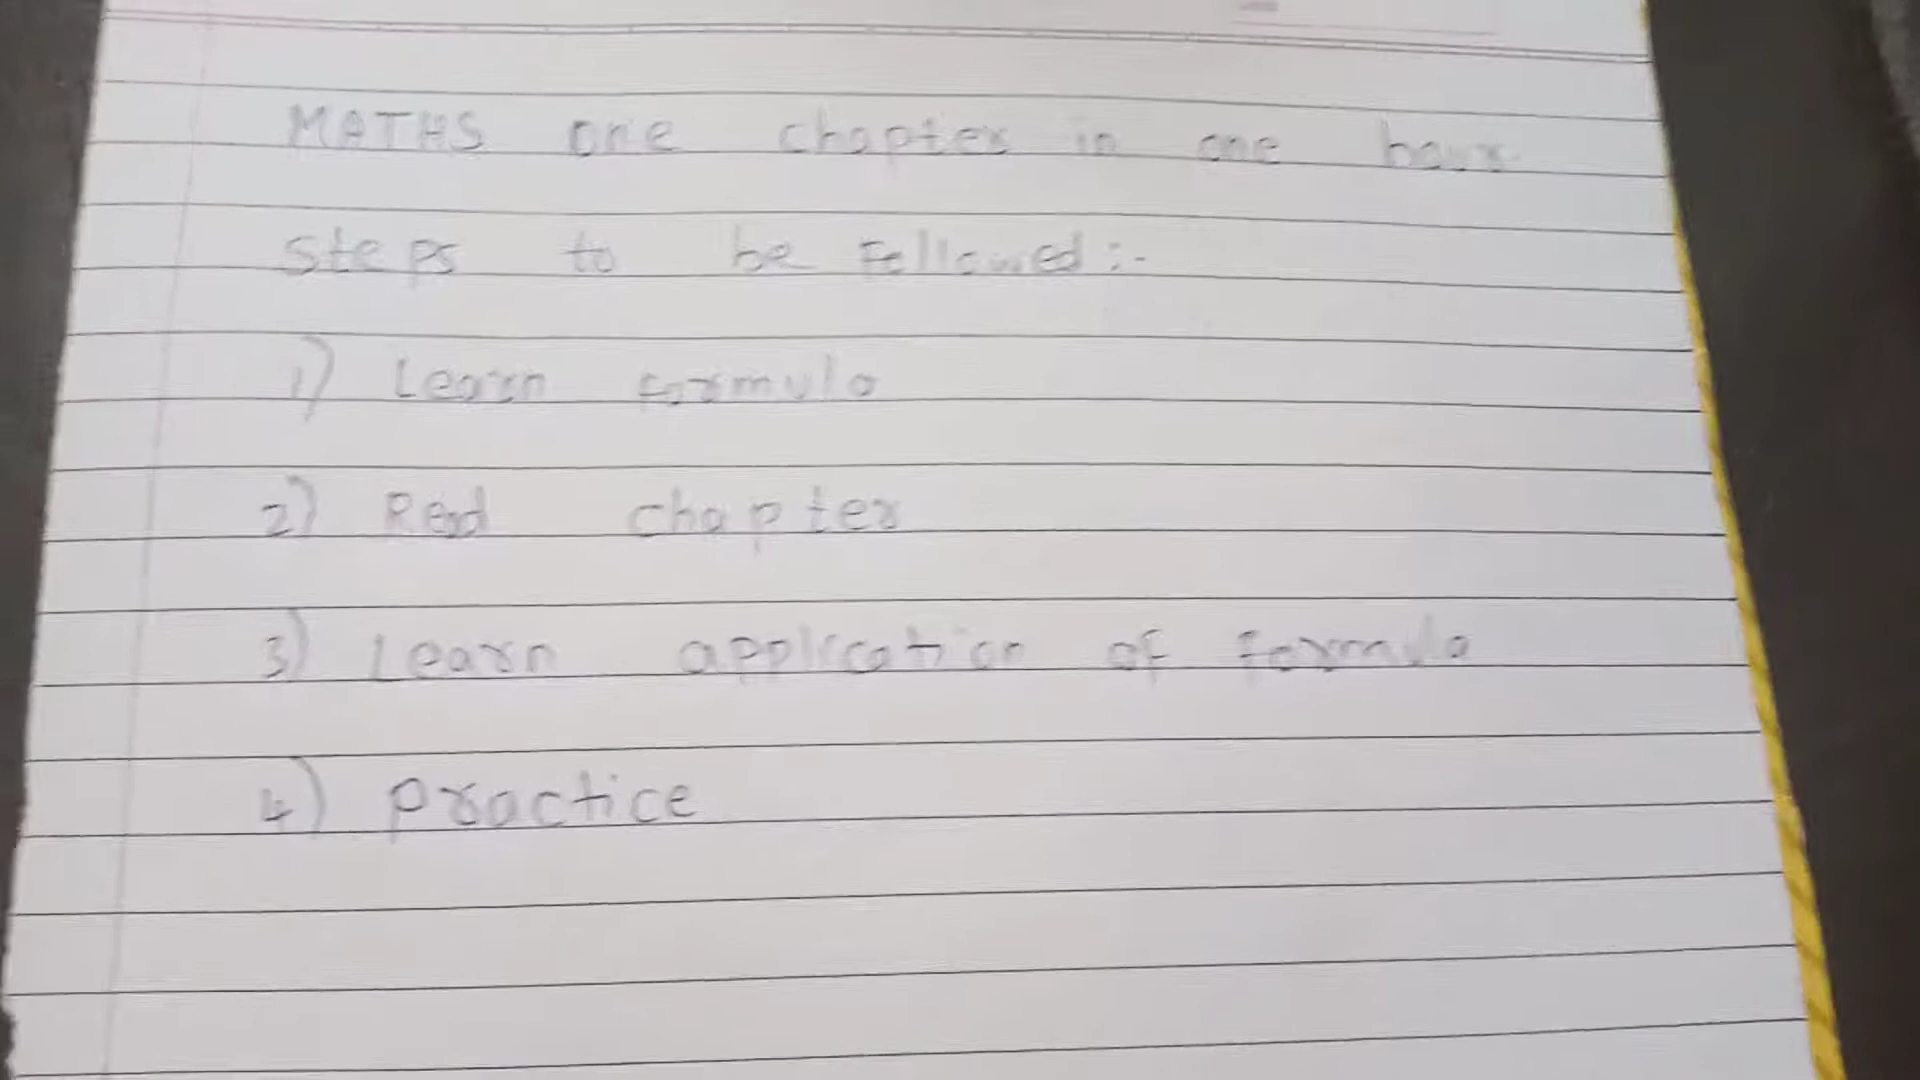 MATHS one chapter in one hour
steps to be followed :-
1) Learn formula
2) Read chapter
3) Learn application of formula
4) practice